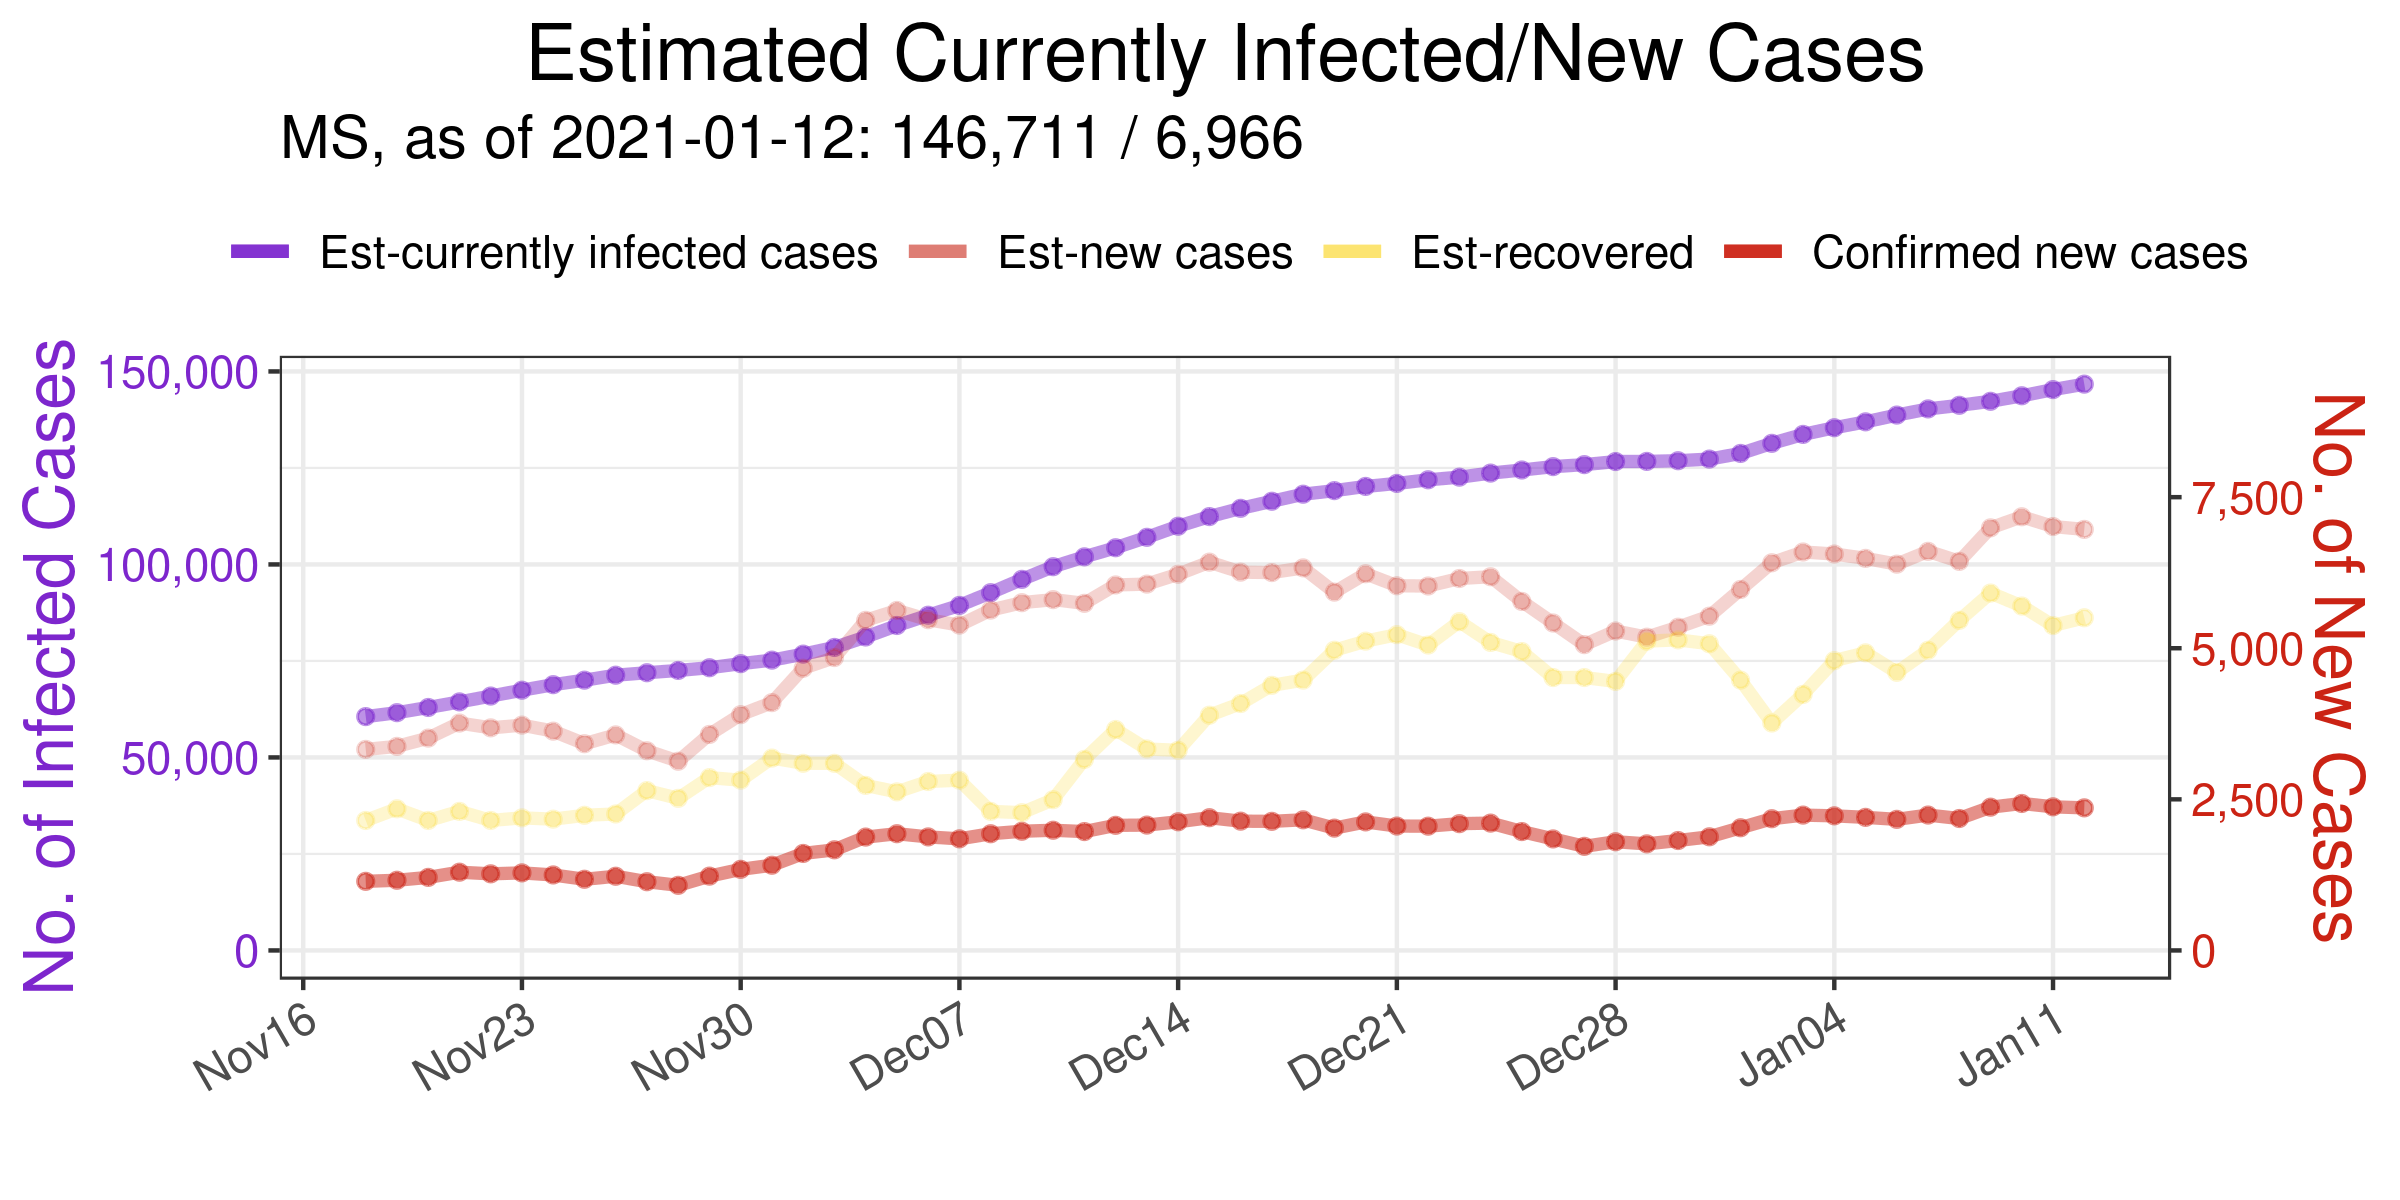 Estimated Currently Infected/New Cases
MS, as of 2021-01-12: 146,711 / 6,966
Est-currently infected cases Est-new cases Est-recovered Confirmed new cases
No. of Infected Cases
150,000
100,000
50,000
0
No. of New Cases
7,500
5,000
2,500
0
Nov16 Nov23 Nov30 Dec07 Dec14 Dec21 Dec28 Jan04 Jan11